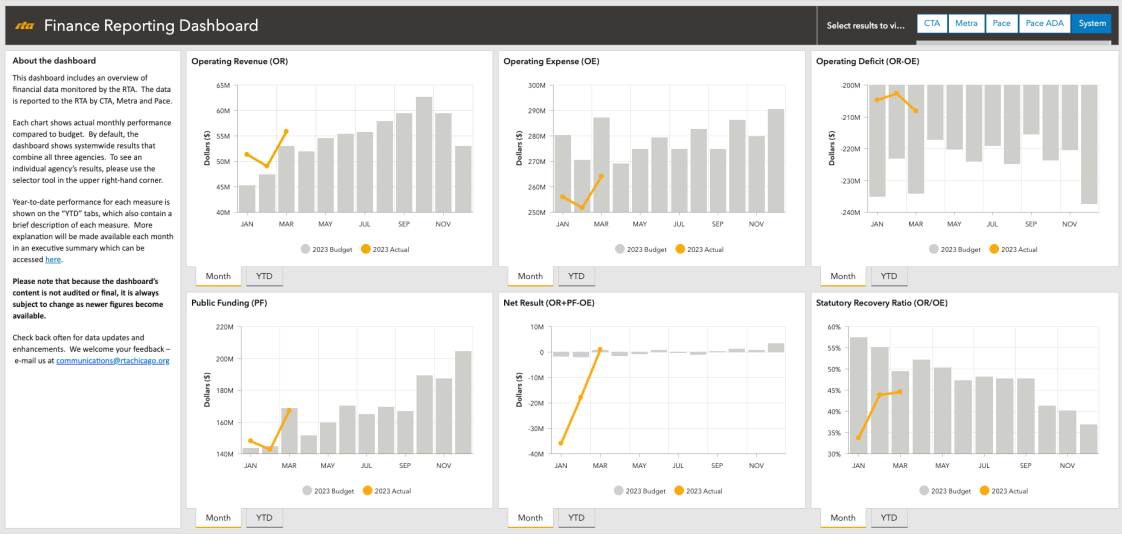 rta Finance Reporting Dashboard
Select results to vi...
CTA Metra Pace Pace ADA System
About the dashboard
This dashboard includes an overview of
financial data monitored by the RTA. The data
is reported to the RTA by CTA, Metra and Pace.
Each chart shows actual monthly performance
compared to budget. By default, the
dashboard shows systemwide results that
combine all three agencies. To see an
individual agency's results, please use the
selector tool in the upper right-hand corner.
Year-to-date performance for each measure is
shown on the "YTD" tabs, which also contain a
brief description of each measure. More
explanation will be made available each month
in an executive summary which can be
accessed here.
Please note that because the dashboard's
content is not audited or final, it is always
subject to change as newer figures become
available.
Check back often for data updates and
enhancements. We welcome your feedback –
e-mail us at communications@rtachicago.org
Operating Revenue (OR)
Dollars ($)
65M
60M
55M
50M
45M
40M
JAN MAR MAY JUL SEP NOV
2023 Budget 2023 Actual
Month YTD
Operating Expense (OE)
Dollars ($)
300M
290M
280M
270M
260M
250M
JAN MAR MAY JUL SEP NOV
2023 Budget 2023 Actual
Month YTD
Operating Deficit (OR-OE)
Dollars ($)
-200M
-210M
-220M
-230M
-240M
JAN MAR MAY JUL SEP NOV
2023 Budget 2023 Actual
Month YTD
Public Funding (PF)
Dollars ($)
220M
200M
180M
160M
140M
JAN MAR MAY JUL SEP NOV
2023 Budget 2023 Actual
Month YTD
Net Result (OR+PF-OE)
Dollars ($)
10M
0
-10M
-20M
-30M
-40M
JAN MAR MAY JUL SEP NOV
2023 Budget 2023 Actual
Month YTD
Statutory Recovery Ratio (OR/OE)
60%
55%
50%
45%
40%
35%
30%
JAN MAR MAY JUL SEP NOV
2023 Budget 2023 Actual
Month YTD